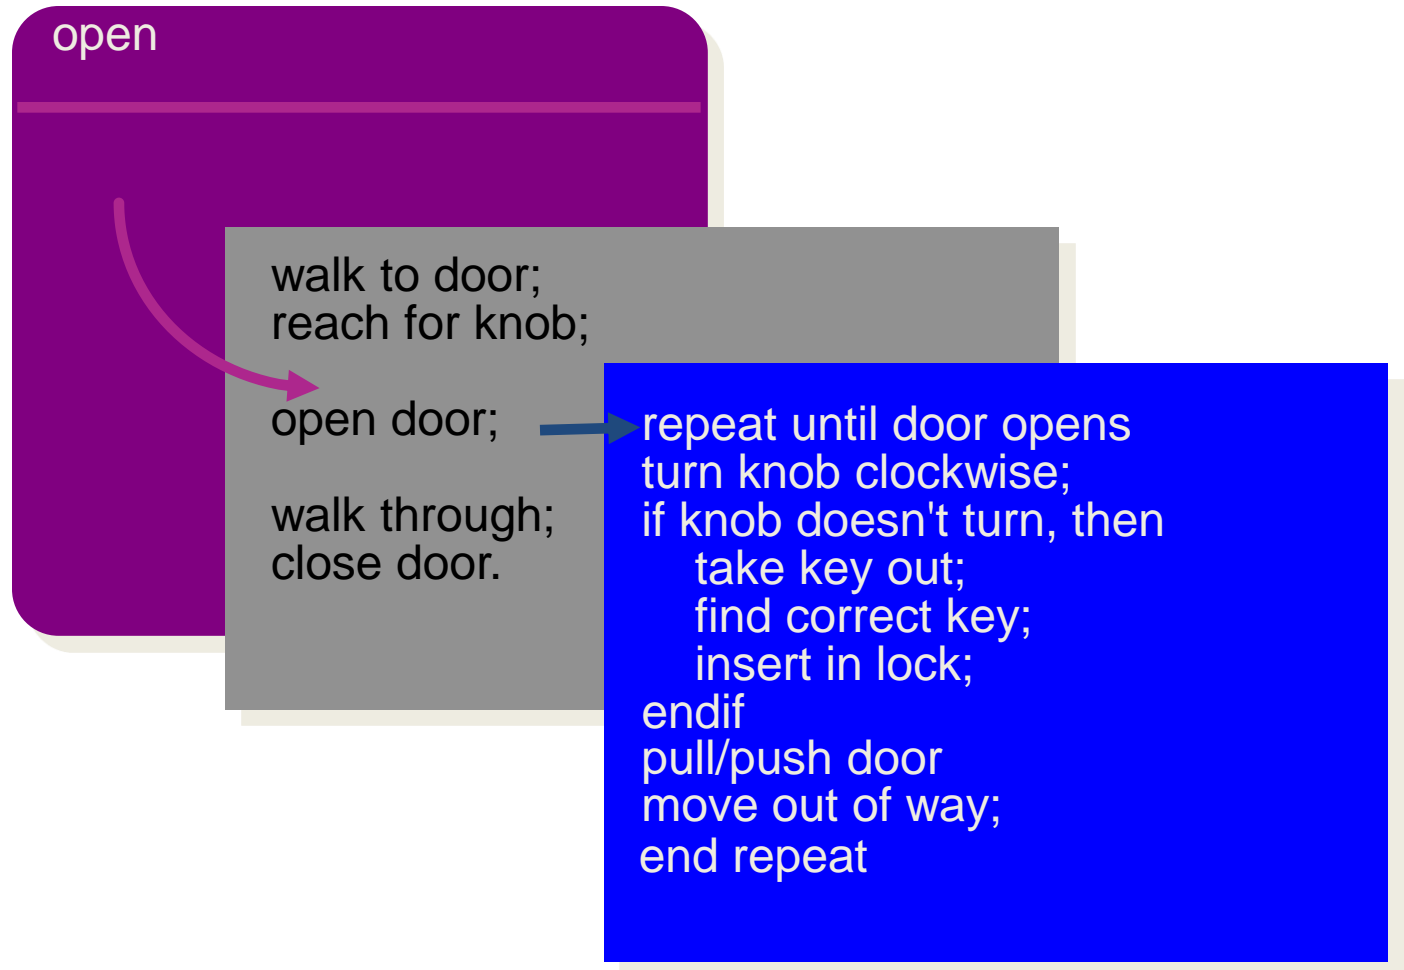 open
walk to door;
reach for knob;
open door;
walk through;
close door.
repeat until door opens
turn knob clockwise;
if knob doesn't turn, then
take key out;
find correct key;
insert in lock;
endif
pull/push door
move out of way;
end repeat